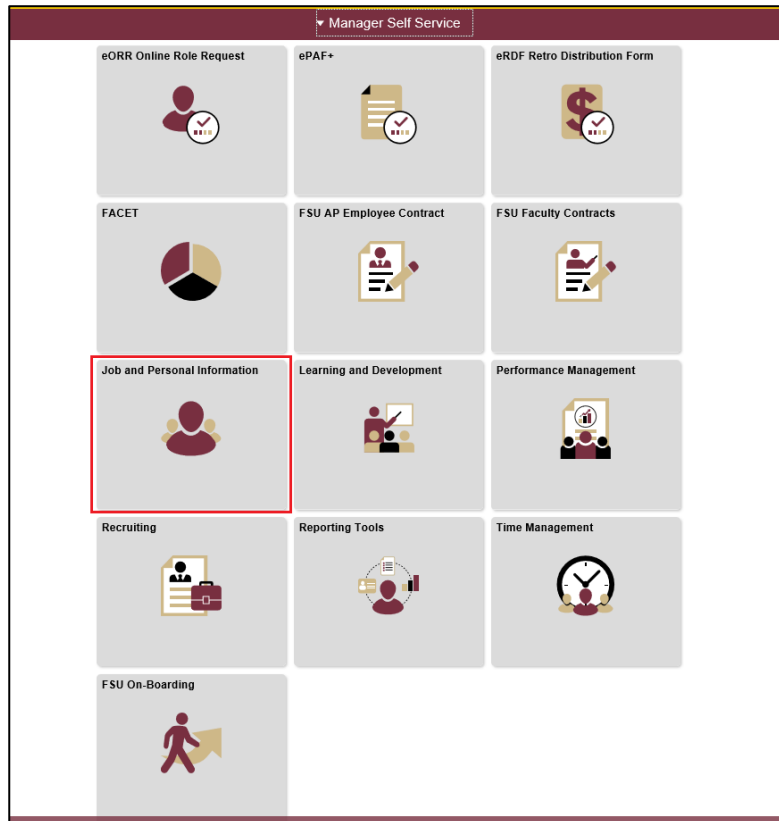 Manager Self Service
eORR Online Role Request
ePAF+
eRDF Retro Distribution Form
FACET
FSU AP Employee Contract
FSU Faculty Contracts
Job and Personal Information
Learning and Development
Performance Management
Recruiting
Reporting Tools
Time Management
FSU On-Boarding